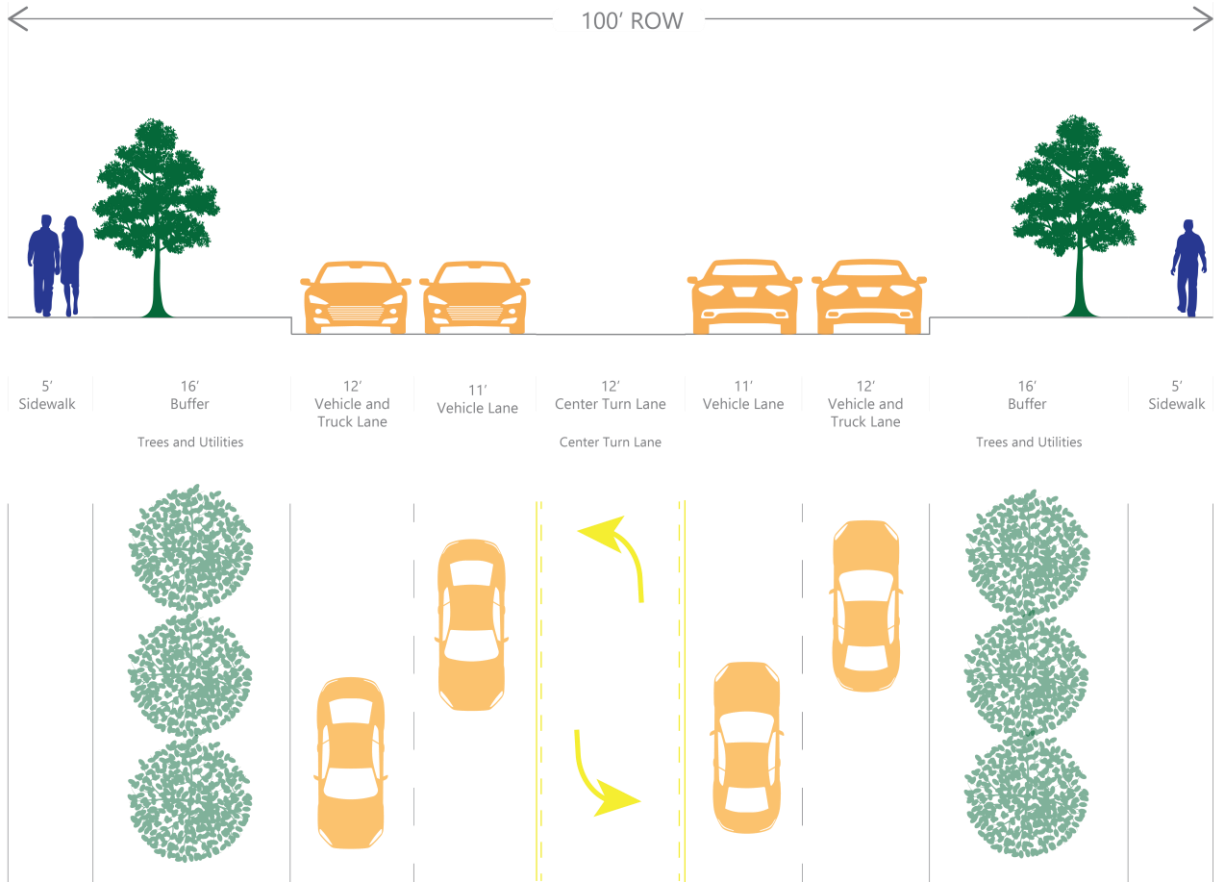 100’ ROW
5’
Sidewalk
16’
Buffer
Trees and Utilities
12’
Vehicle and
Truck Lane
11’
Vehicle Lane
12’
Center Turn Lane
Center Turn Lane
11’
Vehicle Lane
12’
Vehicle and
Truck Lane
16’
Buffer
Trees and Utilities
5’
Sidewalk